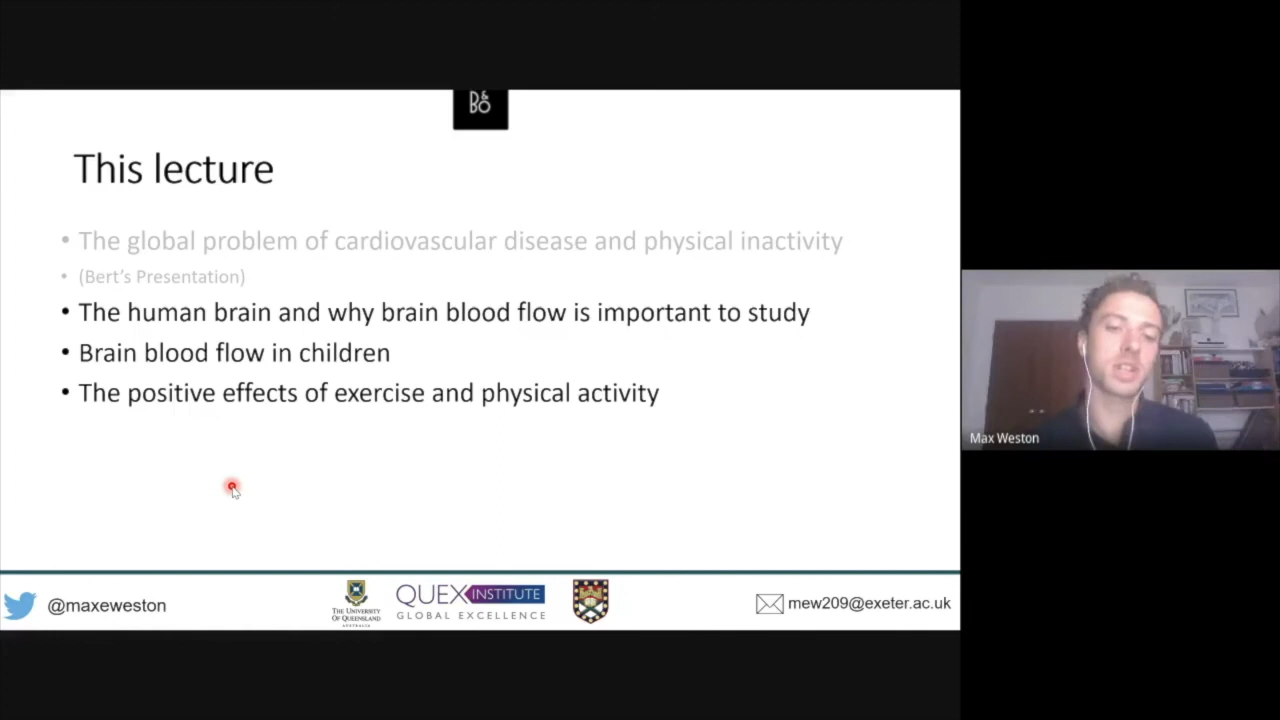 B&
BO
This lecture
• The global problem of cardiovascular disease and physical inactivity
• (Bert's Presentation)
• The human brain and why brain blood flow is important to study
• Brain blood flow in children
• The positive effects of exercise and physical activity
Max Weston
@maxeweston
THE UNIVERSITY
OF QUEENSLAND
AUSTRALIA
QUEX INSTITUTE
GLOBAL EXCELLENCE
mew209@exeter.ac.uk